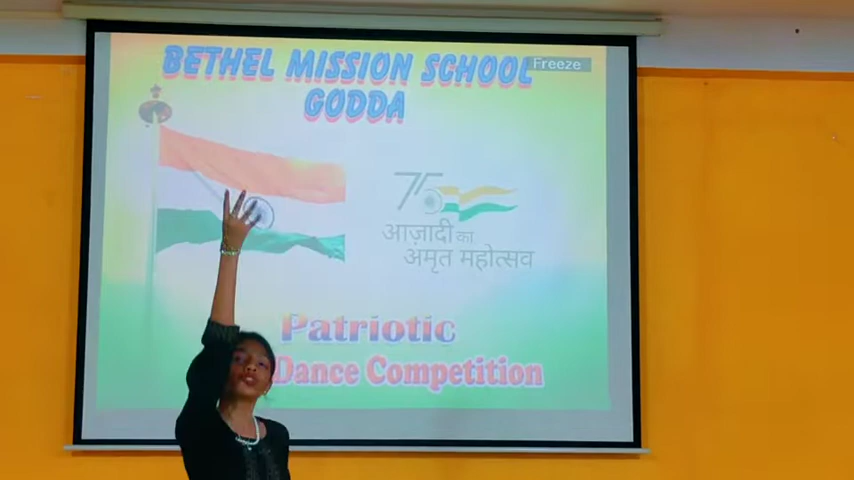 BETHEL MISSION SCHOOL
Freeze
GODDA
75
आज़ादी का
अमृत महोत्सव
Patriotic
Dance Competition